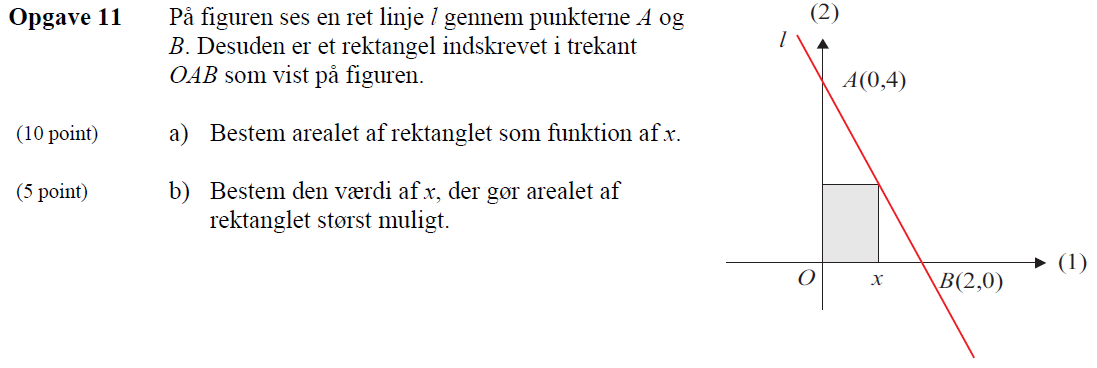 Opgave 11 På figuren ses en ret linje l gennem punkterne A og
B. Desuden er et rektangel indskrevet i trekant
OAB som vist på figuren.
(10 point) a) Bestem arealet af rektanglet som funktion af x.
(5 point) b) Bestem den værdi af x, der gør arealet af
rektanglet størst muligt.
(2)
l
A(0,4)
(1)
O x B(2,0)